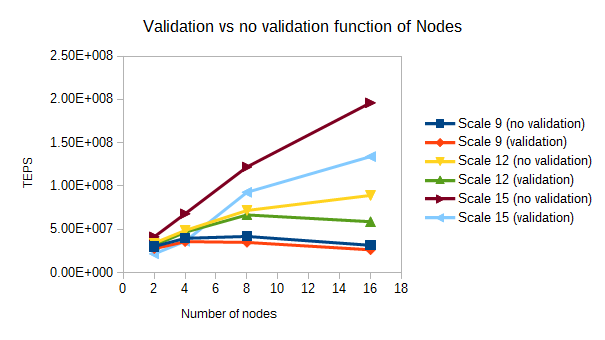 Validation vs no validation function of Nodes
2.50E+008
2.00E+008
1.50E+008
1.00E+008
5.00E+007
0.00E+000
TEPS
0 2 4 6 8 10 12 14 16 18
Number of nodes
Scale 9 (no validation)
Scale 9 (validation)
Scale 12 (no validation)
Scale 12 (validation)
Scale 15 (no validation)
Scale 15 (validation)